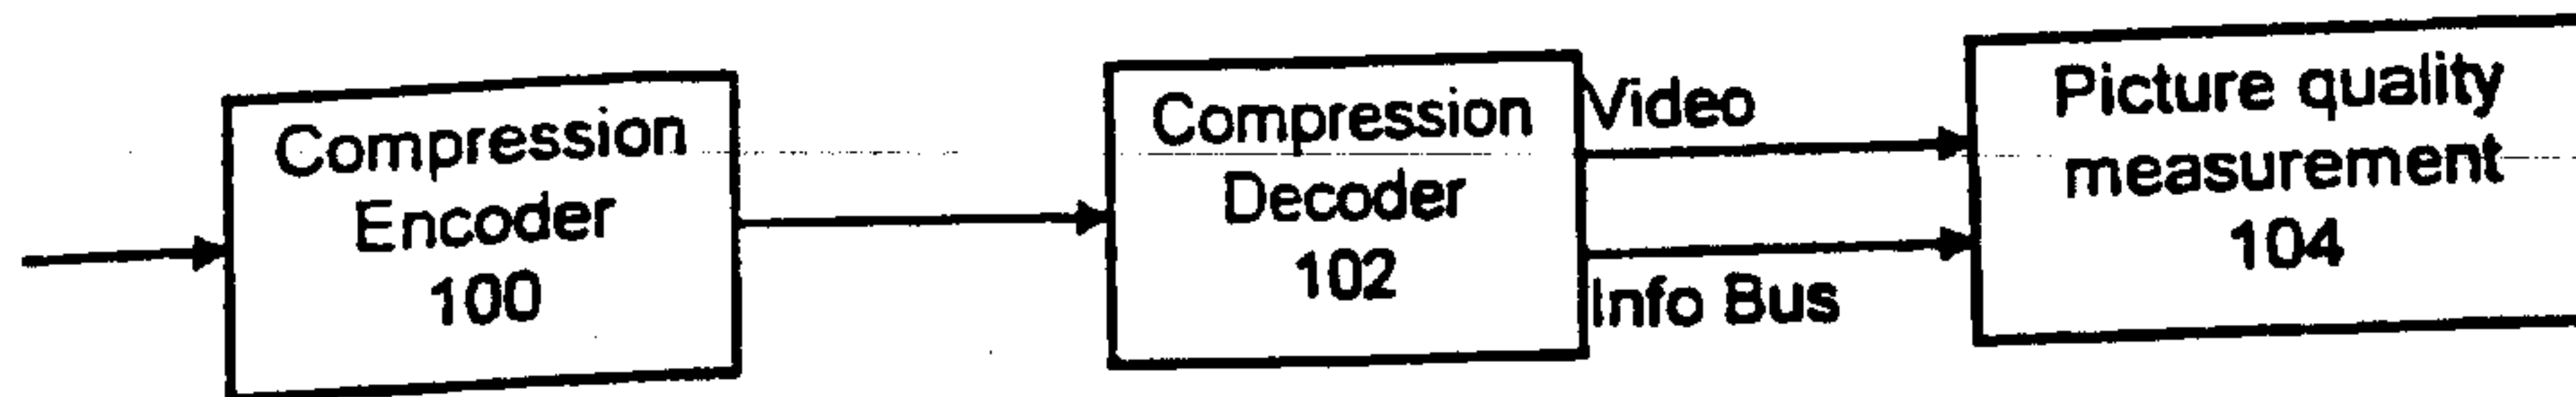 Compression
Encoder
100
Compression
Decoder
102
Video
Info Bus
Picture quality
measurement
104